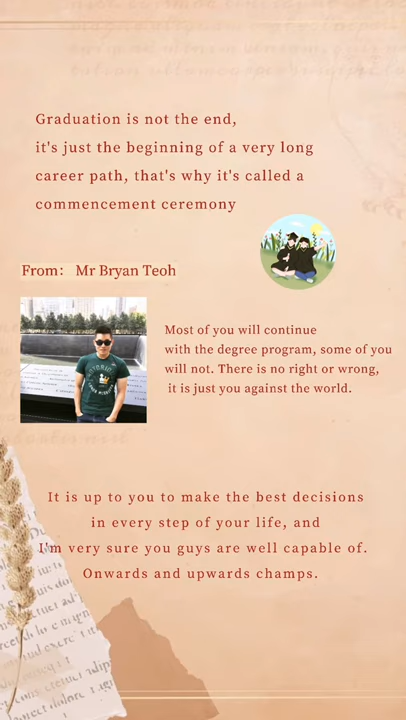 Graduation is not the end,
it's just the beginning of a very long
career path, that's why it's called a
commencement ceremony
From: Mr Bryan Teoh
Most of you will continue
with the degree program, some of you
will not. There is no right or wrong,
it is just you against the world.
It is up to you to make the best decisions
in every step of your life, and
I'm very sure you guys are well capable of.
Onwards and upwards champs.